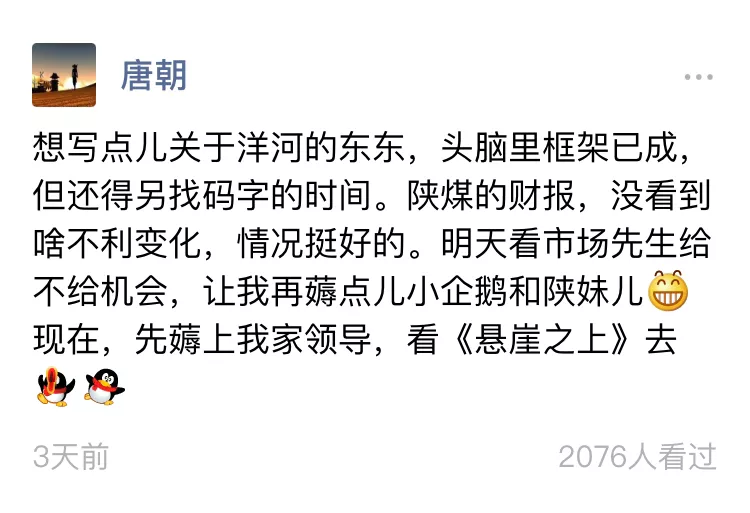 唐朝
想写点儿关于洋河的东东，头脑里框架已成，
但还得另找码字的时间。陕煤的财报，没看到
啥不利变化，情况挺好的。明天看市场先生给
不给机会，让我再薅点儿小企鹅和陕妹儿😁
现在，先薅上我家领导，看《悬崖之上》去
3天前
2076人看过